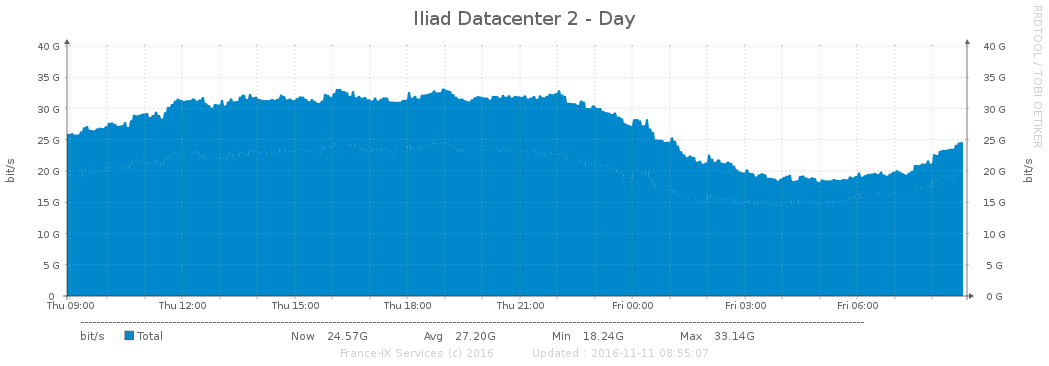 Iliad Datacenter 2 - Day
RRDTOOL / TOBI OETIKER
40 G 40 G
35 G 35 G
30 G 30 G
25 G 25 G
20 G 20 G
15 G 15 G
10 G 10 G
5 G 5 G
0 0 G
bit/s
bit/s
Thu 09:00 Thu 12:00 Thu 15:00 Thu 18:00 Thu 21:00 Fri 00:00 Fri 03:00 Fri 06:00
bit/s Total Now 24.57G Avg 27.20G Min 18.24G Max 33.14G
France-IX Services (c) 2016 Updated : 2016-11-11 08:55:07